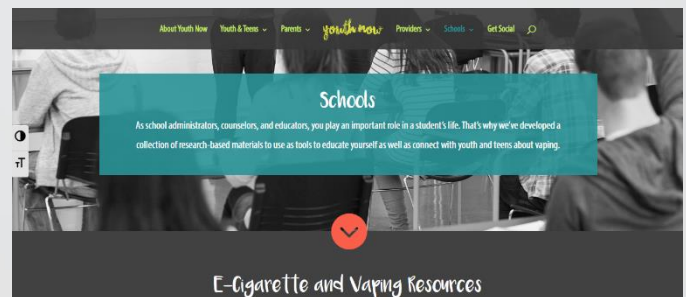 About Youth Now Youth & Teens Parents youth now Providers Schools Get Social
Schools
As school administrators, counselors, and educators, you play an important role in a student's life. That's why we've developed a
collection of research-based materials to use as tools to educate yourself as well as connect with youth and teens about vaping.
TT
E-Cigarette and Vaping Resources